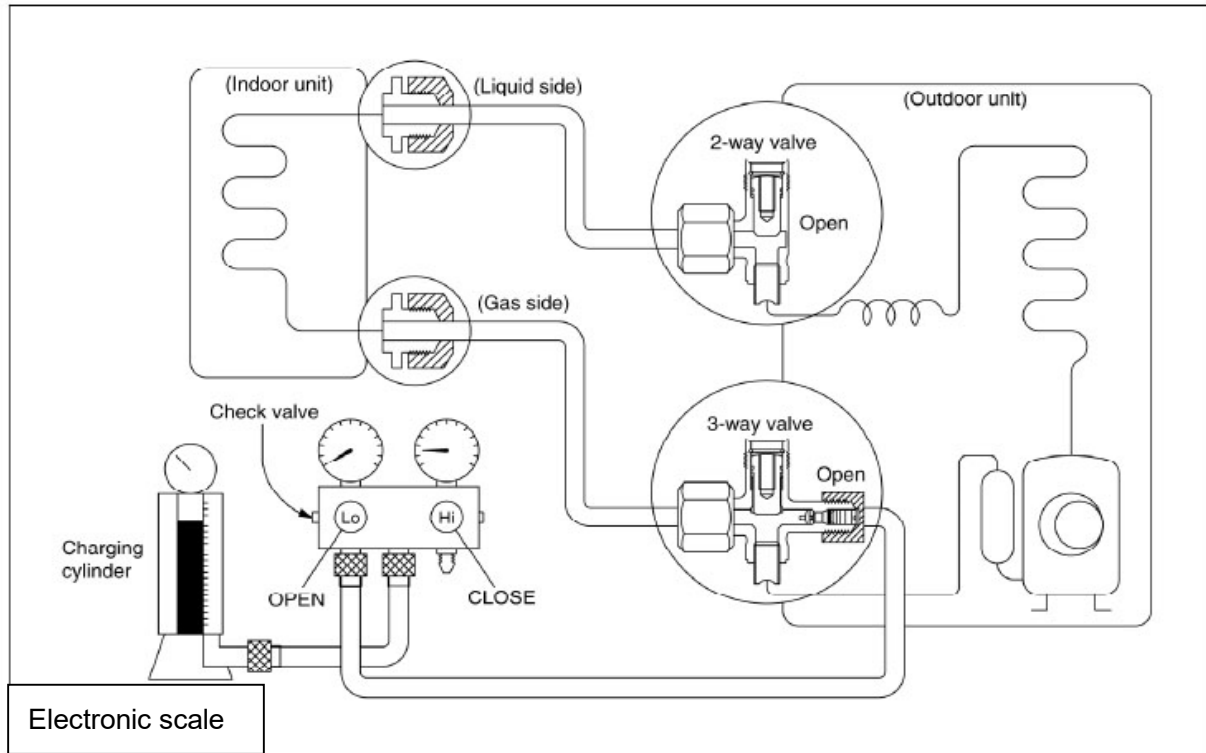 (Indoor unit)
(Liquid side)
(Outdoor unit)
2-way valve
Open
(Gas side)
Check valve
3-way valve
Open
Lo
Hi
Charging
cylinder
OPEN
CLOSE
Electronic scale